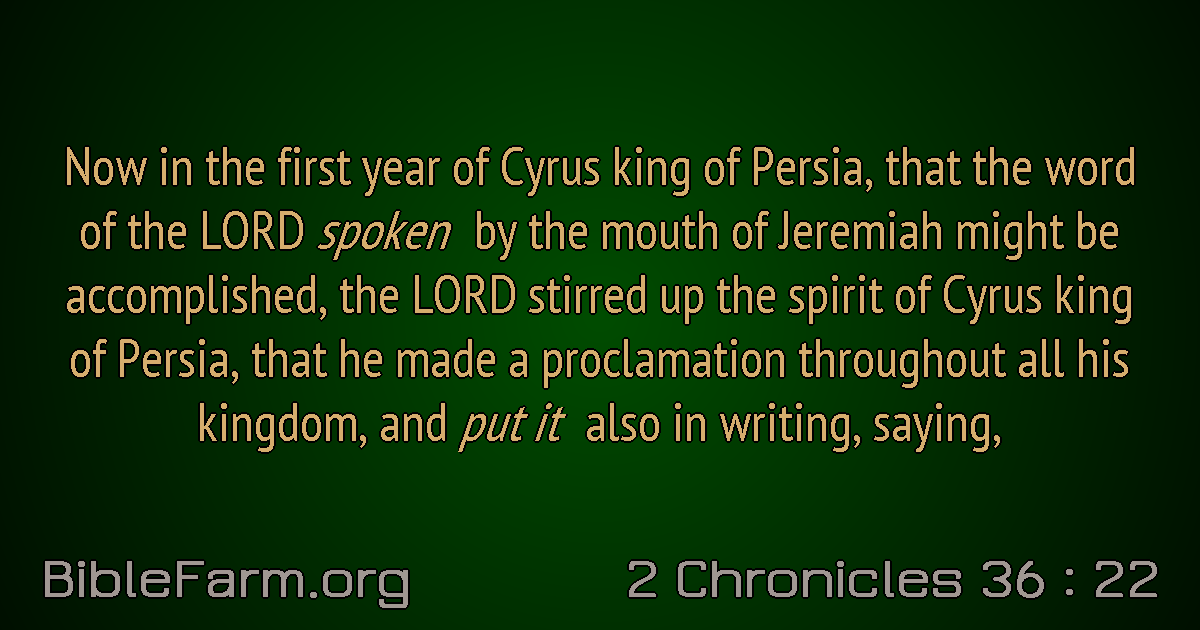 Now in the first year of Cyrus king of Persia, that the word
of the LORD spoken by the mouth of Jeremiah might be
accomplished, the LORD stirred up the spirit of Cyrus king
of Persia, that he made a proclamation throughout all his
kingdom, and put it also in writing, saying,
BibleFarm.org
2 Chronicles 36 : 22